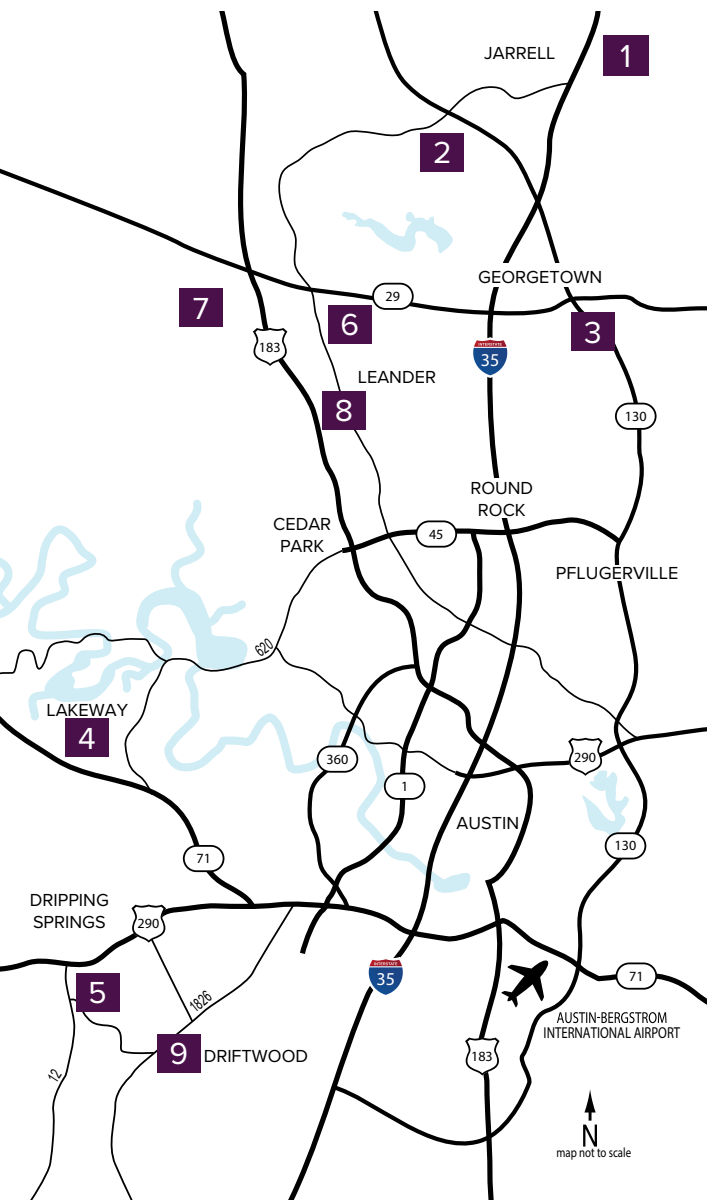 JARRELL
1
2
GEORGETOWN
29
7
6
3
183
INTERSTATE
35
LEANDER
8
130
ROUND
ROCK
CEDAR
PARK
45
PFLUGERVILLE
620
LAKEWAY
4
360
290
1
AUSTIN
130
71
DRIPPING
SPRINGS
290
INTERSTATE
35
71
5
1826
AUSTIN-BERGSTROM
INTERNATIONAL AIRPORT
9
DRIFTWOOD
183
12
N
map not to scale